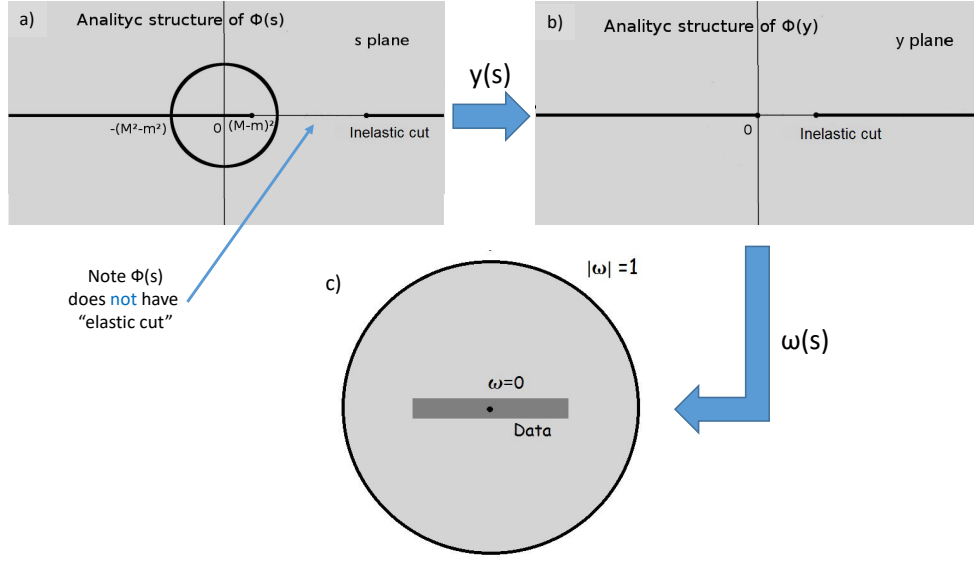 a)
Analityc structure of Φ(s)
s plane
-(M²-m²)
0
(M-m)²
Inelastic cut
y(s)
b)
Analityc structure of Φ(y)
y plane
0
Inelastic cut
Note Φ(s)
does not have
“elastic cut”
c)
|ω| =1
ω=0
Data
ω(s)